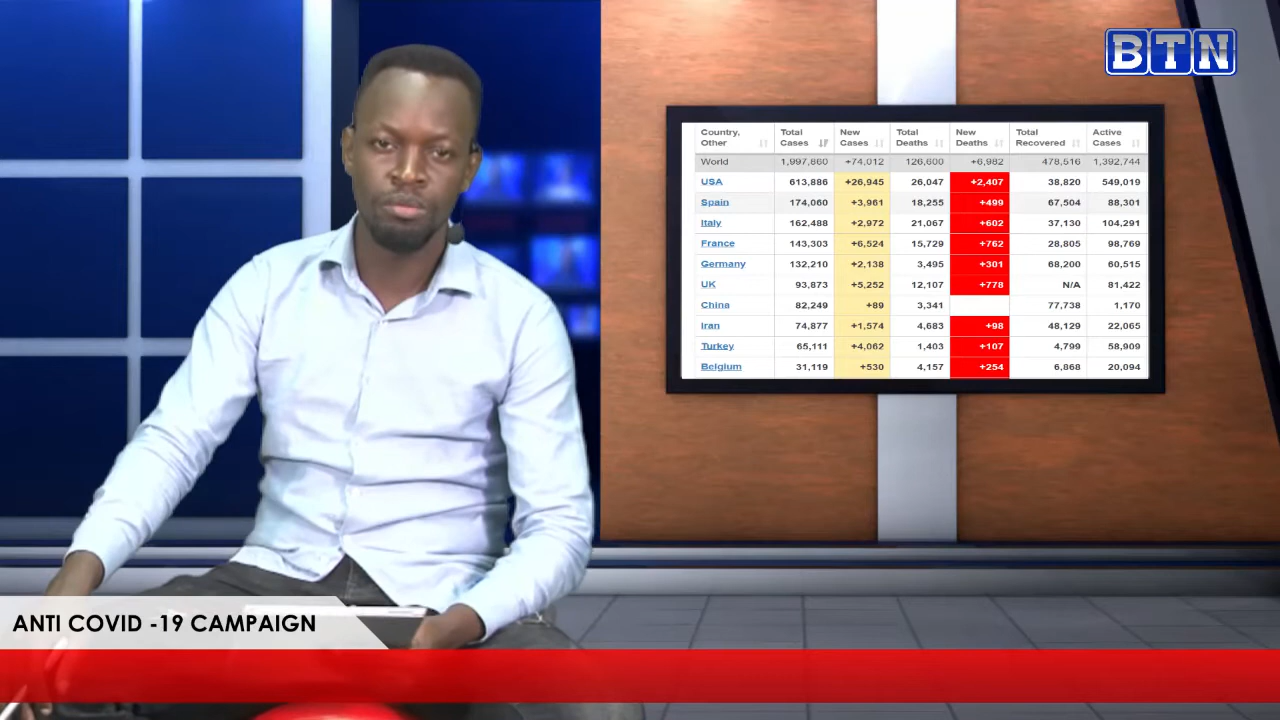 BTN
Country, Other Total Cases New Cases Total Deaths New Deaths Total Recovered Active Cases
World 1,997,860 +74,012 126,600 +6,982 478,516 1,392,744
USA 613,886 +26,945 26,047 +2,407 38,820 549,019
Spain 174,060 +3,961 18,255 +499 67,504 88,301
Italy 162,488 +2,972 21,067 +602 37,130 104,291
France 143,303 +6,524 15,729 +762 28,805 98,769
Germany 132,210 +2,138 3,495 +301 68,200 60,515
UK 93,873 +5,252 12,107 +778 N/A 81,422
China 82,249 +89 3,341 77,738 1,170
Iran 74,877 +1,574 4,683 +98 48,129 22,065
Turkey 65,111 +4,062 1,403 +107 4,799 58,909
Belgium 31,119 +530 4,157 +254 6,868 20,094
ANTI COVID -19 CAMPAIGN